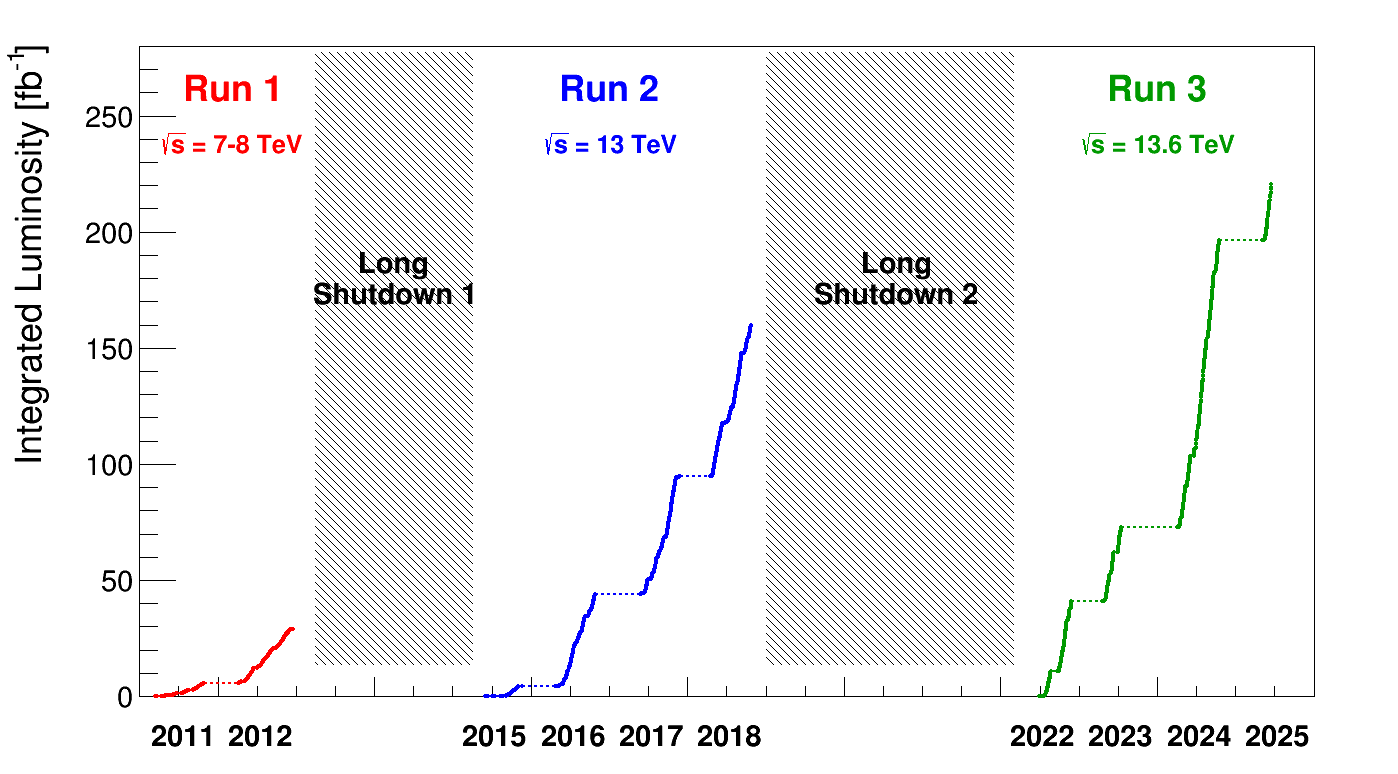 Integrated Luminosity [fb⁻¹]
250
200
150
100
50
0
Run 1
√s = 7-8 TeV
Long
Shutdown 1
Run 2
√s = 13 TeV
Long
Shutdown 2
Run 3
√s = 13.6 TeV
2011 2012 2015 2016 2017 2018 2022 2023 2024 2025